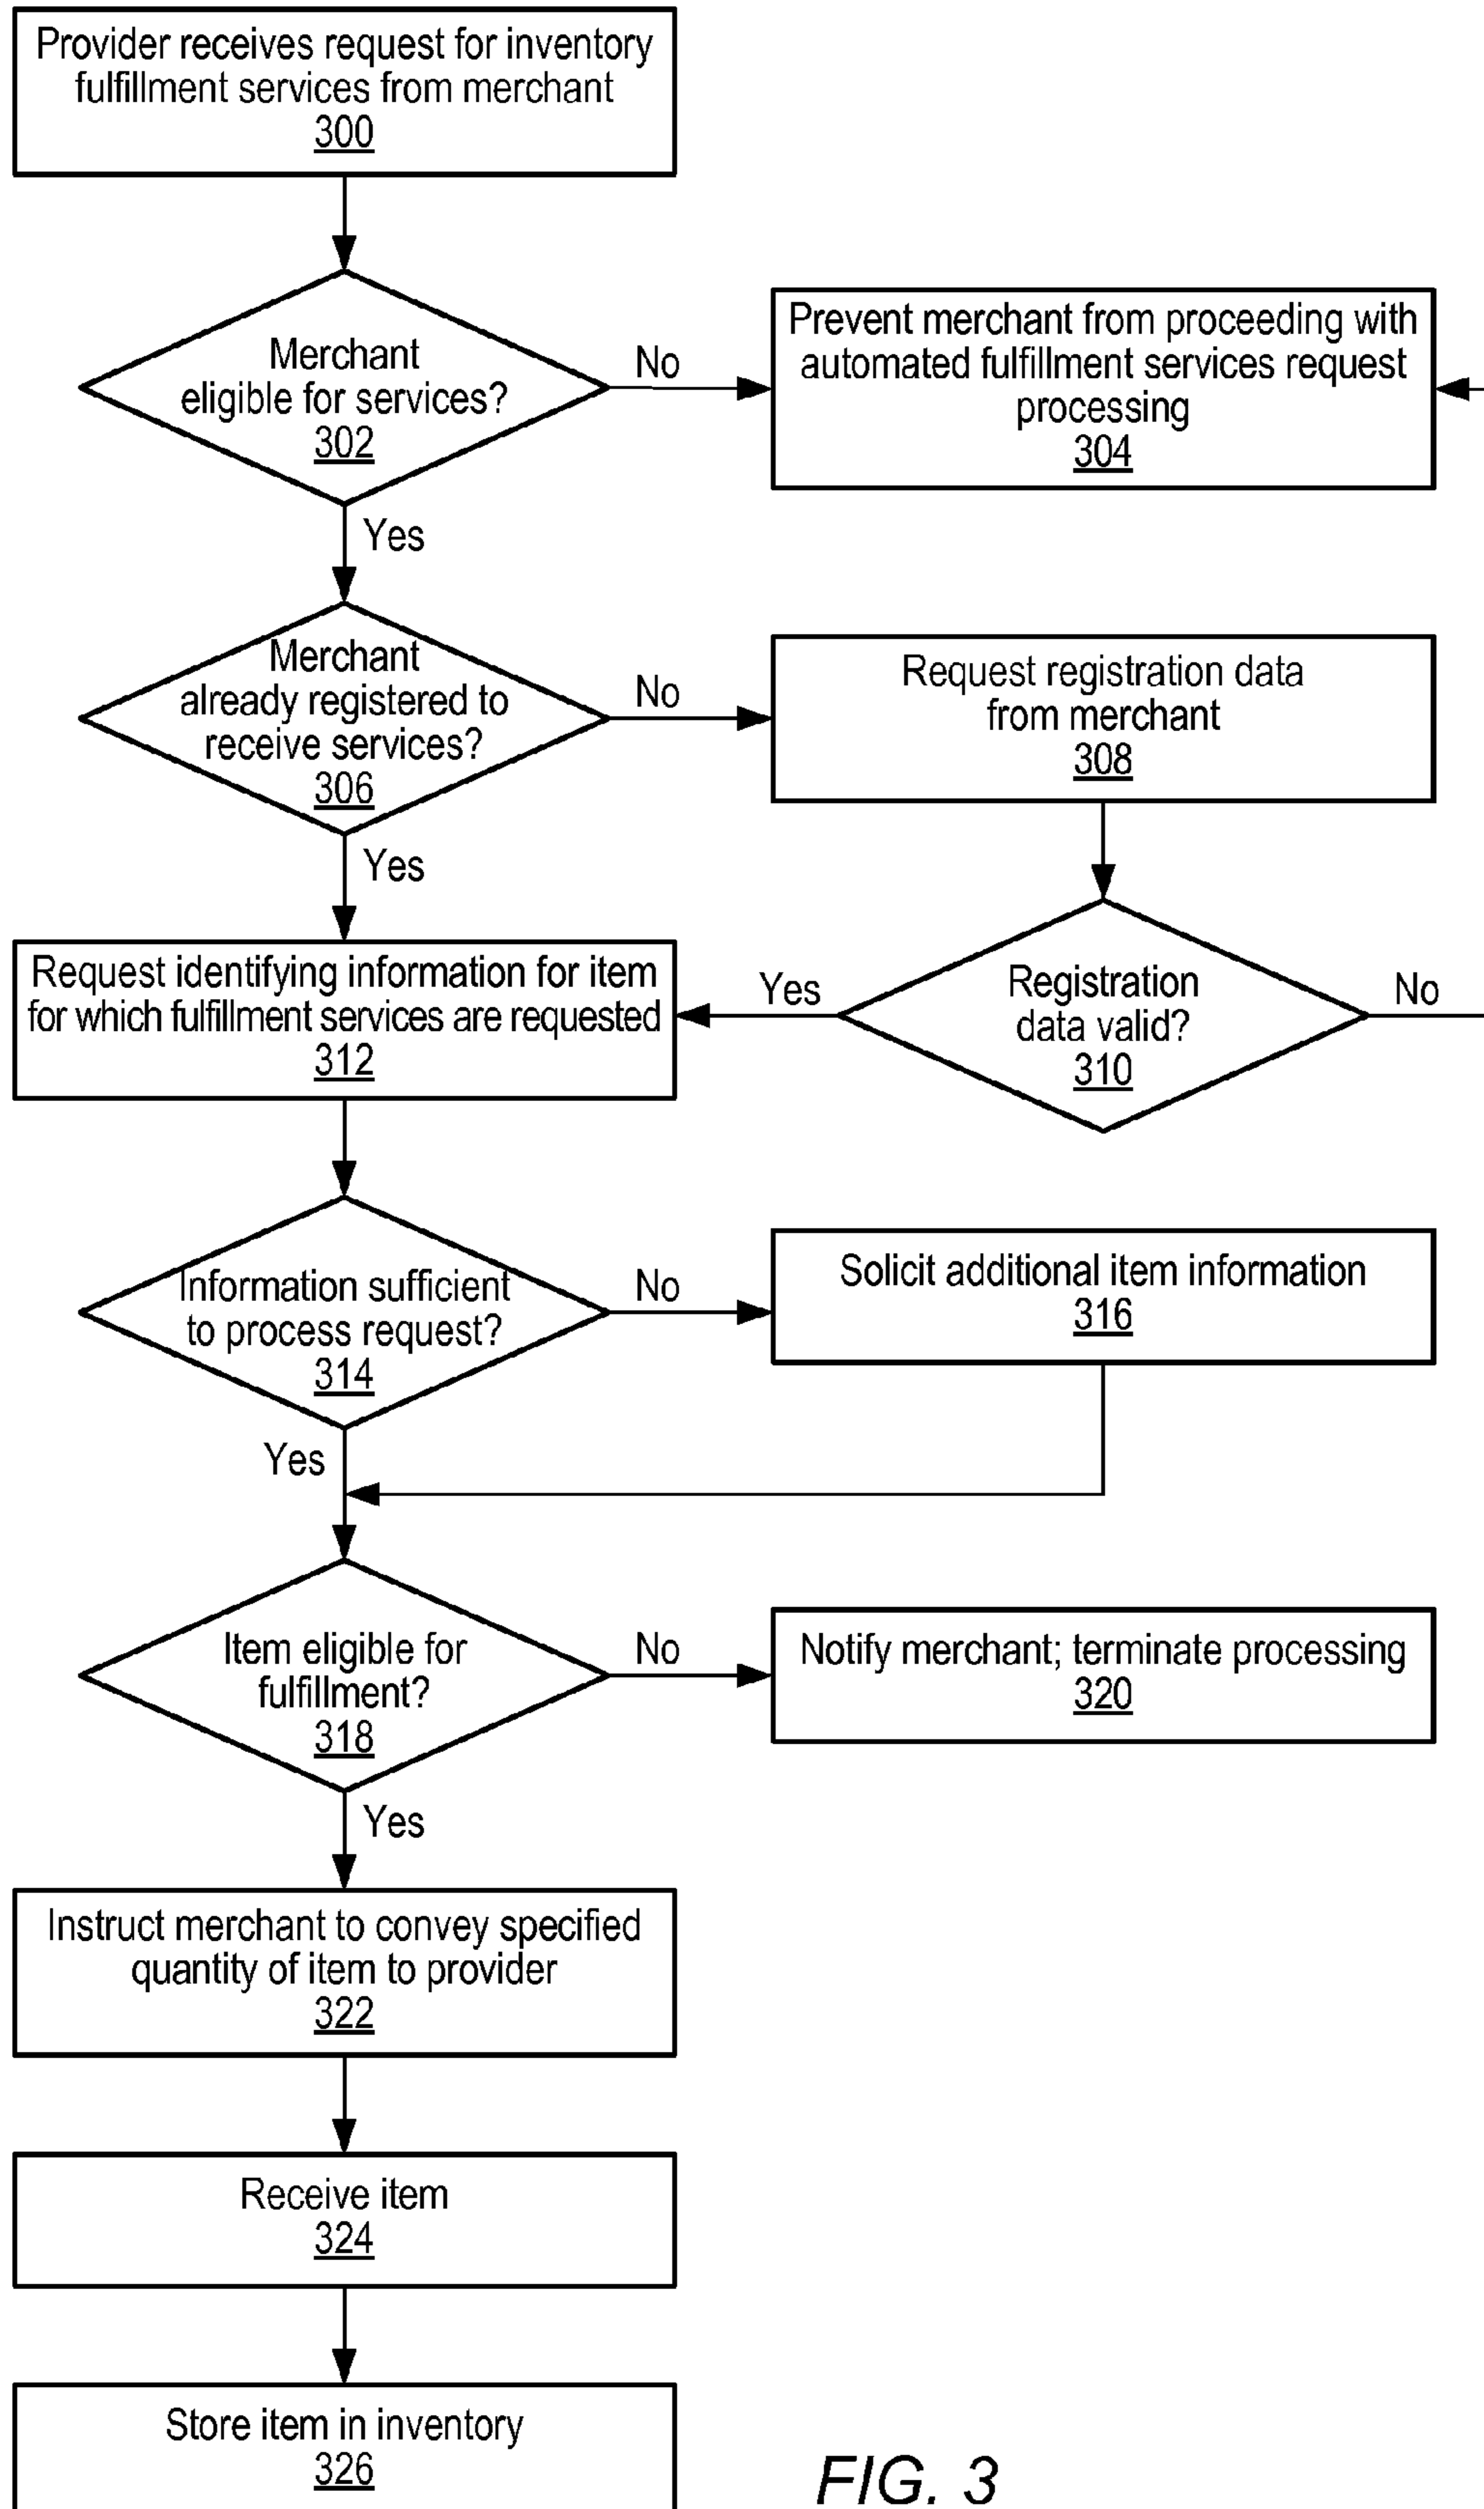 Provider receives request for inventory
fulfillment services from merchant
300
Merchant
eligible for services?
302
No
Prevent merchant from proceeding with
automated fulfillment services request
processing
304
Yes
Merchant
already registered to
receive services?
306
No
Request registration data
from merchant
308
Yes
Request identifying information for item
for which fulfillment services are requested
312
Yes
Registration
data valid?
310
No
Information sufficient
to process request?
314
No
Solicit additional item information
316
Yes
Item eligible for
fulfillment?
318
No
Notify merchant; terminate processing
320
Yes
Instruct merchant to convey specified
quantity of item to provider
322
Receive item
324
Store item in inventory
326
FIG. 3